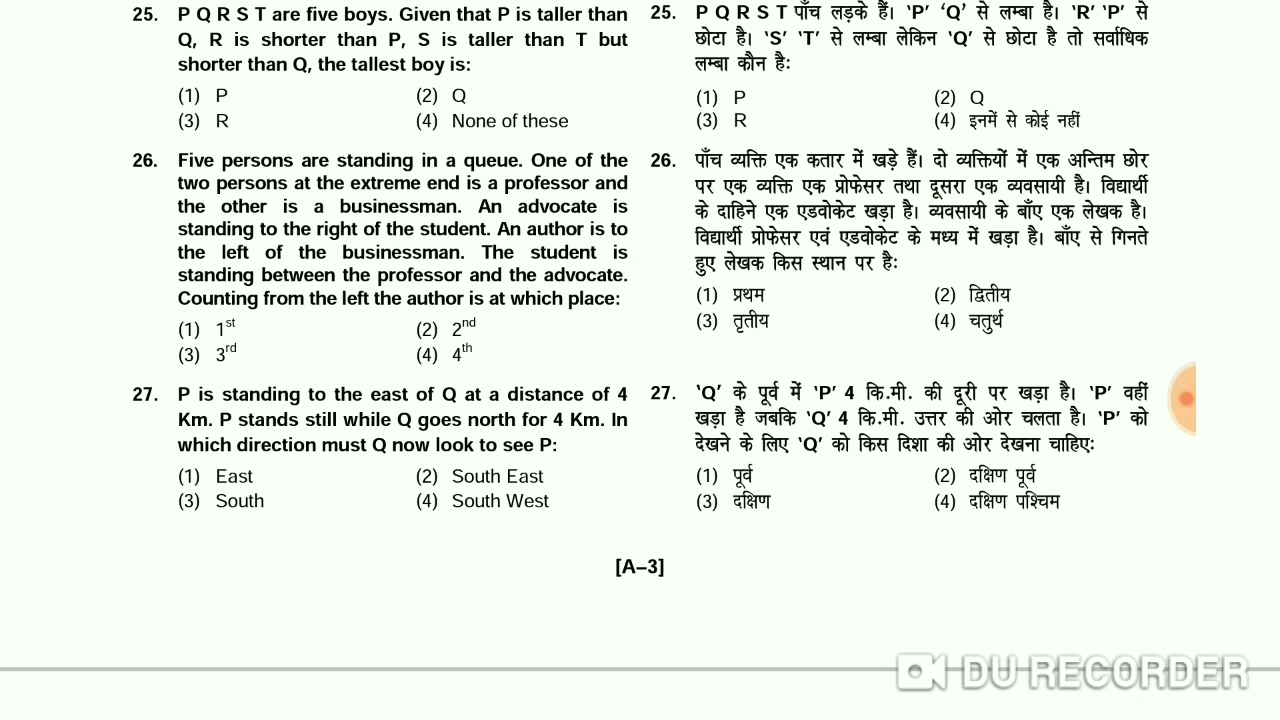 25. P Q R S T are five boys. Given that P is taller than
Q, R is shorter than P, S is taller than T but
shorter than Q, the tallest boy is:
(1) P (2) Q
(3) R (4) None of these
26. Five persons are standing in a queue. One of the
two persons at the extreme end is a professor and
the other is a businessman. An advocate is
standing to the right of the student. An author is to
the left of the businessman. The student is
standing between the professor and the advocate.
Counting from the left the author is at which place:
(1) 1st (2) 2nd
(3) 3rd (4) 4th
27. P is standing to the east of Q at a distance of 4
Km. P stands still while Q goes north for 4 Km. In
which direction must Q now look to see P:
(1) East (2) South East
(3) South (4) South West
25. P Q R S T पाँच लड़के हैं। 'P' 'Q' से लम्बा है। 'R' 'P' से
छोटा है। 'S' 'T' से लम्बा लेकिन 'Q' से छोटा है तो सर्वाधिक
लम्बा कौन है:
(1) P (2) Q
(3) R (4) इनमें से कोई नहीं
26. पाँच व्यक्ति एक कतार में खड़े हैं। दो व्यक्तियों में एक अन्तिम छोर
पर एक व्यक्ति एक प्रोफेसर तथा दूसरा एक व्यवसायी है। विद्यार्थी
के दाहिने एक एडवोकेट खड़ा है। व्यवसायी के बाँए एक लेखक है।
विद्यार्थी प्रोफेसर एवं एडवोकेट के मध्य में खड़ा है। बाँए से गिनते
हुए लेखक किस स्थान पर है:
(1) प्रथम (2) द्वितीय
(3) तृतीय (4) चतुर्थ
27. 'Q' के पूर्व में 'P' 4 कि.मी. की दूरी पर खड़ा है। 'P' वहीं
खड़ा है जबकि 'Q' 4 कि.मी. उत्तर की ओर चलता है। 'P' को
देखने के लिए 'Q' को किस दिशा की ओर देखना चाहिए:
(1) पूर्व (2) दक्षिण पूर्व
(3) दक्षिण (4) दक्षिण पश्चिम
[A–3]
DU RECORDER